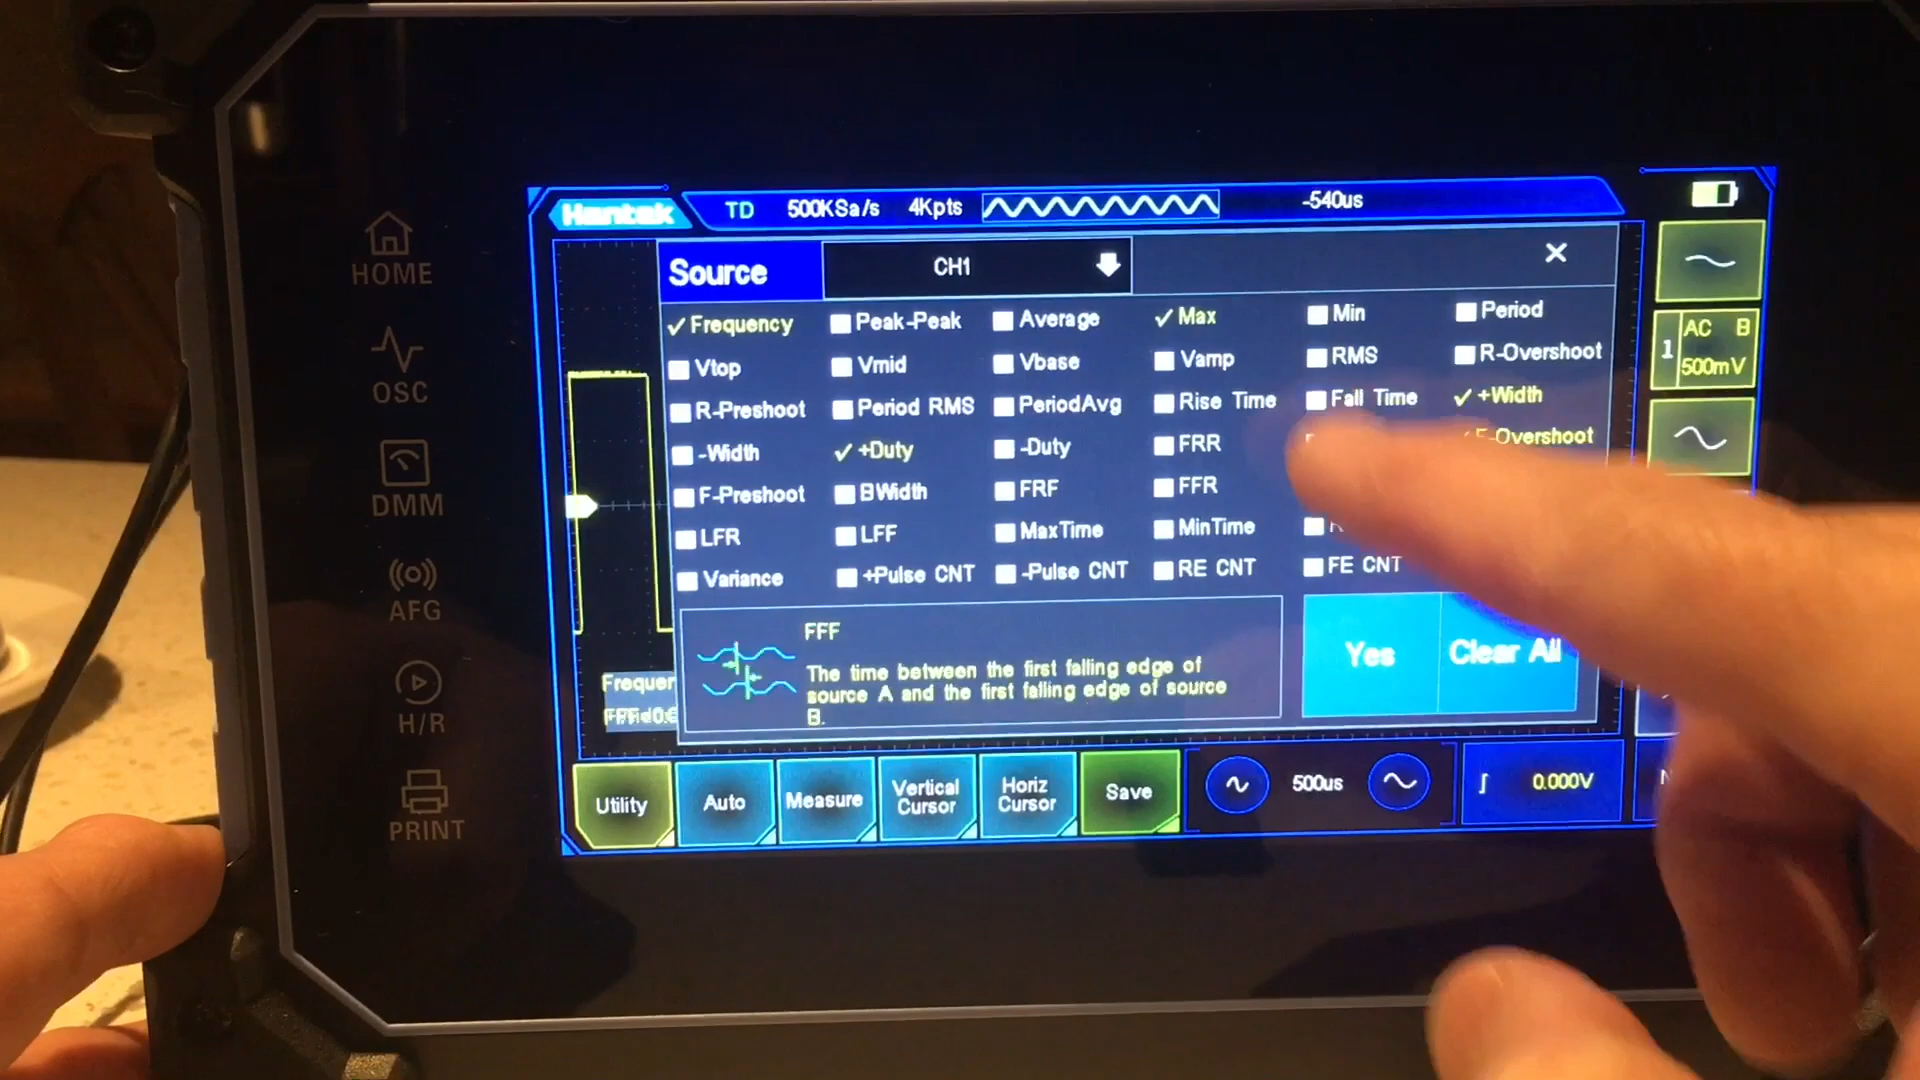 HOME
OSC
DMM
AFG
H/R
PRINT
Hantek TD 500KSa/s 4Kpts -540us
Source CH1 ×
Frequency Peak-Peak Average Max Min Period
Vtop Vmid Vbase Vamp RMS R-Overshoot
R-Preshoot Period RMS PeriodAvg Rise Time Fall Time +Width
-Width +Duty -Duty FRR F-Overshoot
F-Preshoot BWidth FRF FFR
LFR LFF MaxTime MinTime
Variance +Pulse CNT -Pulse CNT RE CNT FE CNT
FFF
The time between the first falling edge of
source A and the first falling edge of source
B.
Yes Clear All
Frequen
Utility Auto Measure Vertical Cursor Horiz Cursor Save 500us 0.000V
AC B
1 500mV